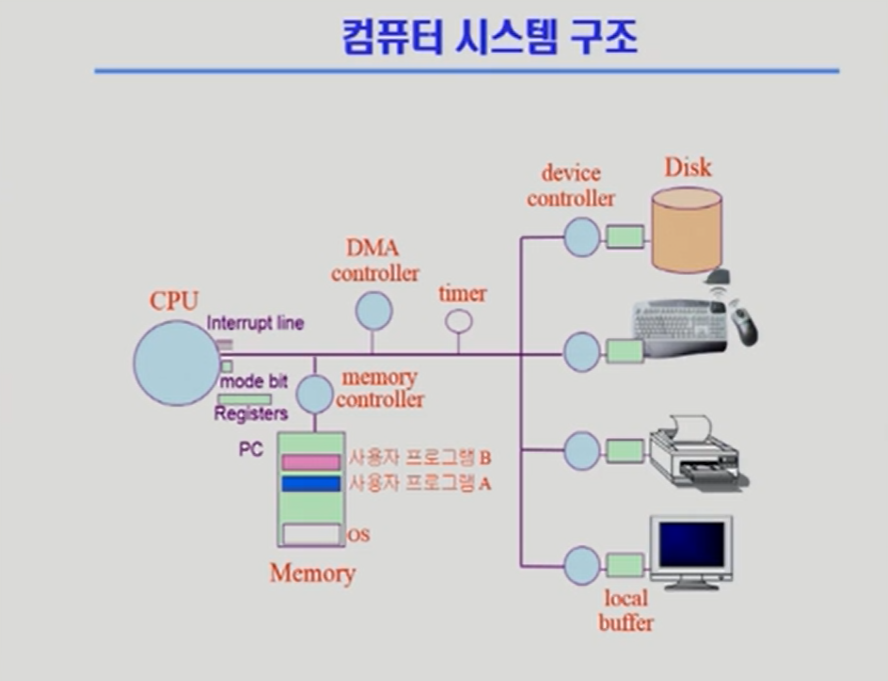 컴퓨터 시스템 구조
device
controller
Disk
DMA
controller
timer
CPU
Interrupt line
mode bit
Registers
memory
controller
PC
사용자 프로그램 B
사용자 프로그램 A
OS
Memory
local
buffer